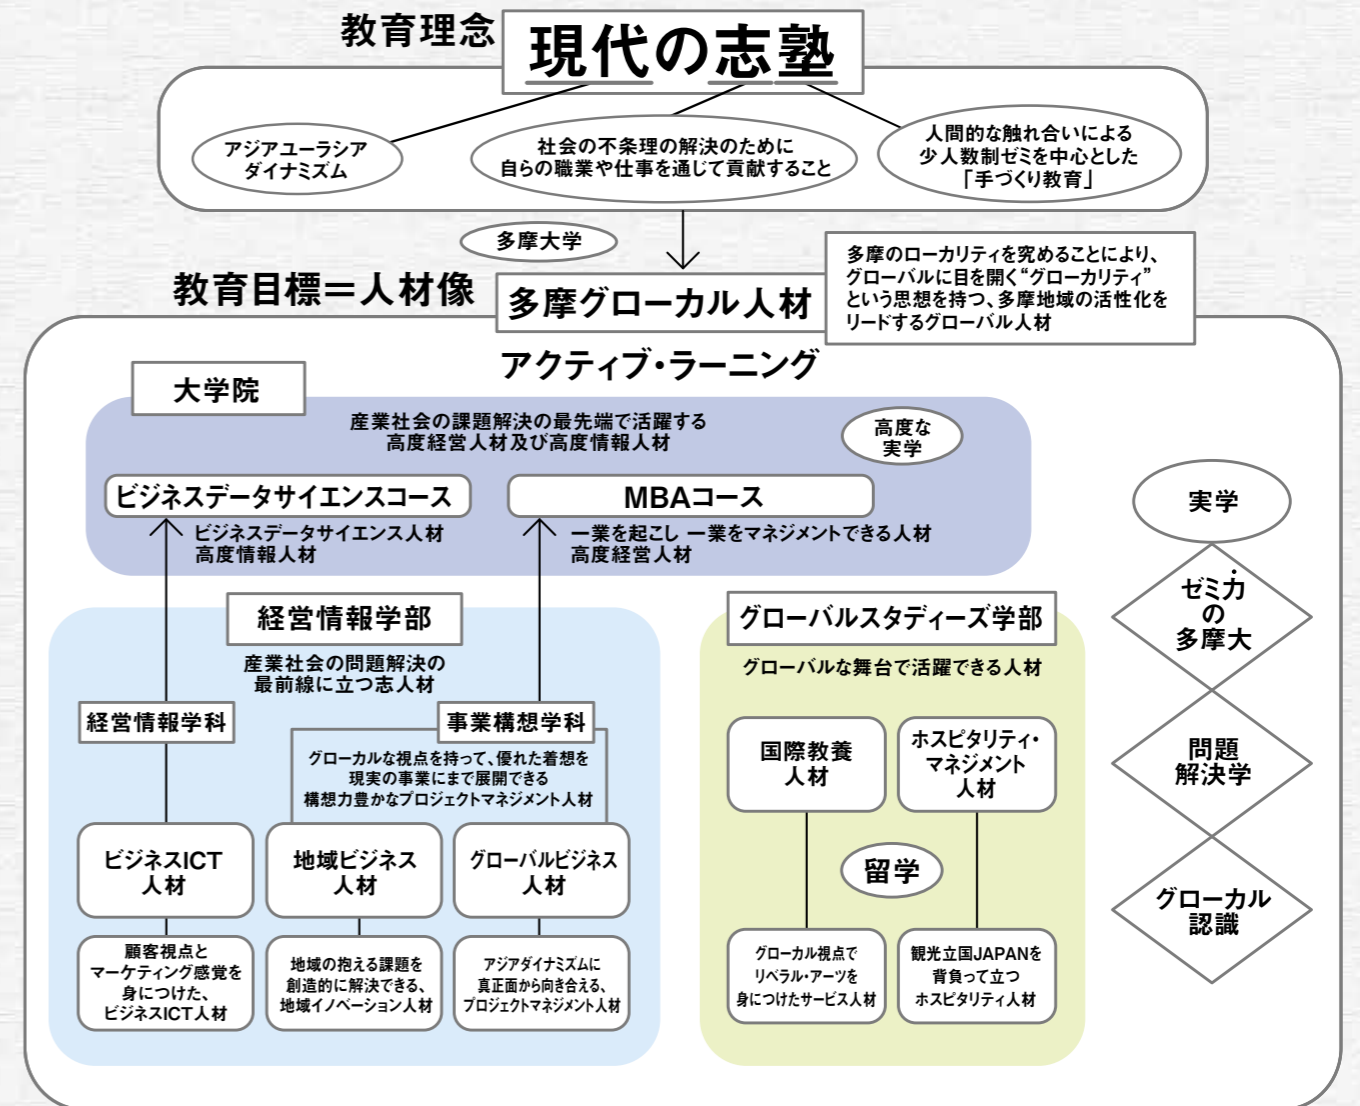 教育理念
現代の志塾
アジアユーラシア
ダイナミズム
社会の不条理の解決のために
自らの職業や仕事を通じて貢献すること
人間的な触れ合いによる
少人数制ゼミを中心とした
「手づくり教育」
多摩大学
教育目標＝人材像
多摩グローカル人材
多摩のローカリティを究めることにより、
グローバルに目を開く“グローカリティ”
という思想を持つ、多摩地域の活性化を
リードするグローバル人材
アクティブ・ラーニング
大学院
産業社会の課題解決の最先端で活躍する
高度経営人材及び高度情報人材
高度な
実学
ビジネスデータサイエンスコース
ビジネスデータサイエンス人材
高度情報人材
MBAコース
一業を起こし 一業をマネジメントできる人材
高度経営人材
経営情報学部
産業社会の問題解決の
最前線に立つ志人材
経営情報学科
事業構想学科
グローカルな視点を持って、優れた着想を
現実の事業にまで展開できる
構想力豊かなプロジェクトマネジメント人材
ビジネスICT
人材
地域ビジネス
人材
グローバルビジネス
人材
顧客視点と
マーケティング感覚を
身につけた、
ビジネスICT人材
地域の抱える課題を
創造的に解決できる、
地域イノベーション人材
アジアダイナミズムに
真正面から向き合える、
プロジェクトマネジメント人材
グローバルスタディーズ学部
グローバルな舞台で活躍できる人材
国際教養
人材
ホスピタリティ・
マネジメント
人材
留学
グローカル視点で
リベラル・アーツを
身につけたサービス人材
観光立国JAPANを
背負って立つ
ホスピタリティ人材
実学
ゼミ力
の
多摩大
問題
解決学
グローカル
認識